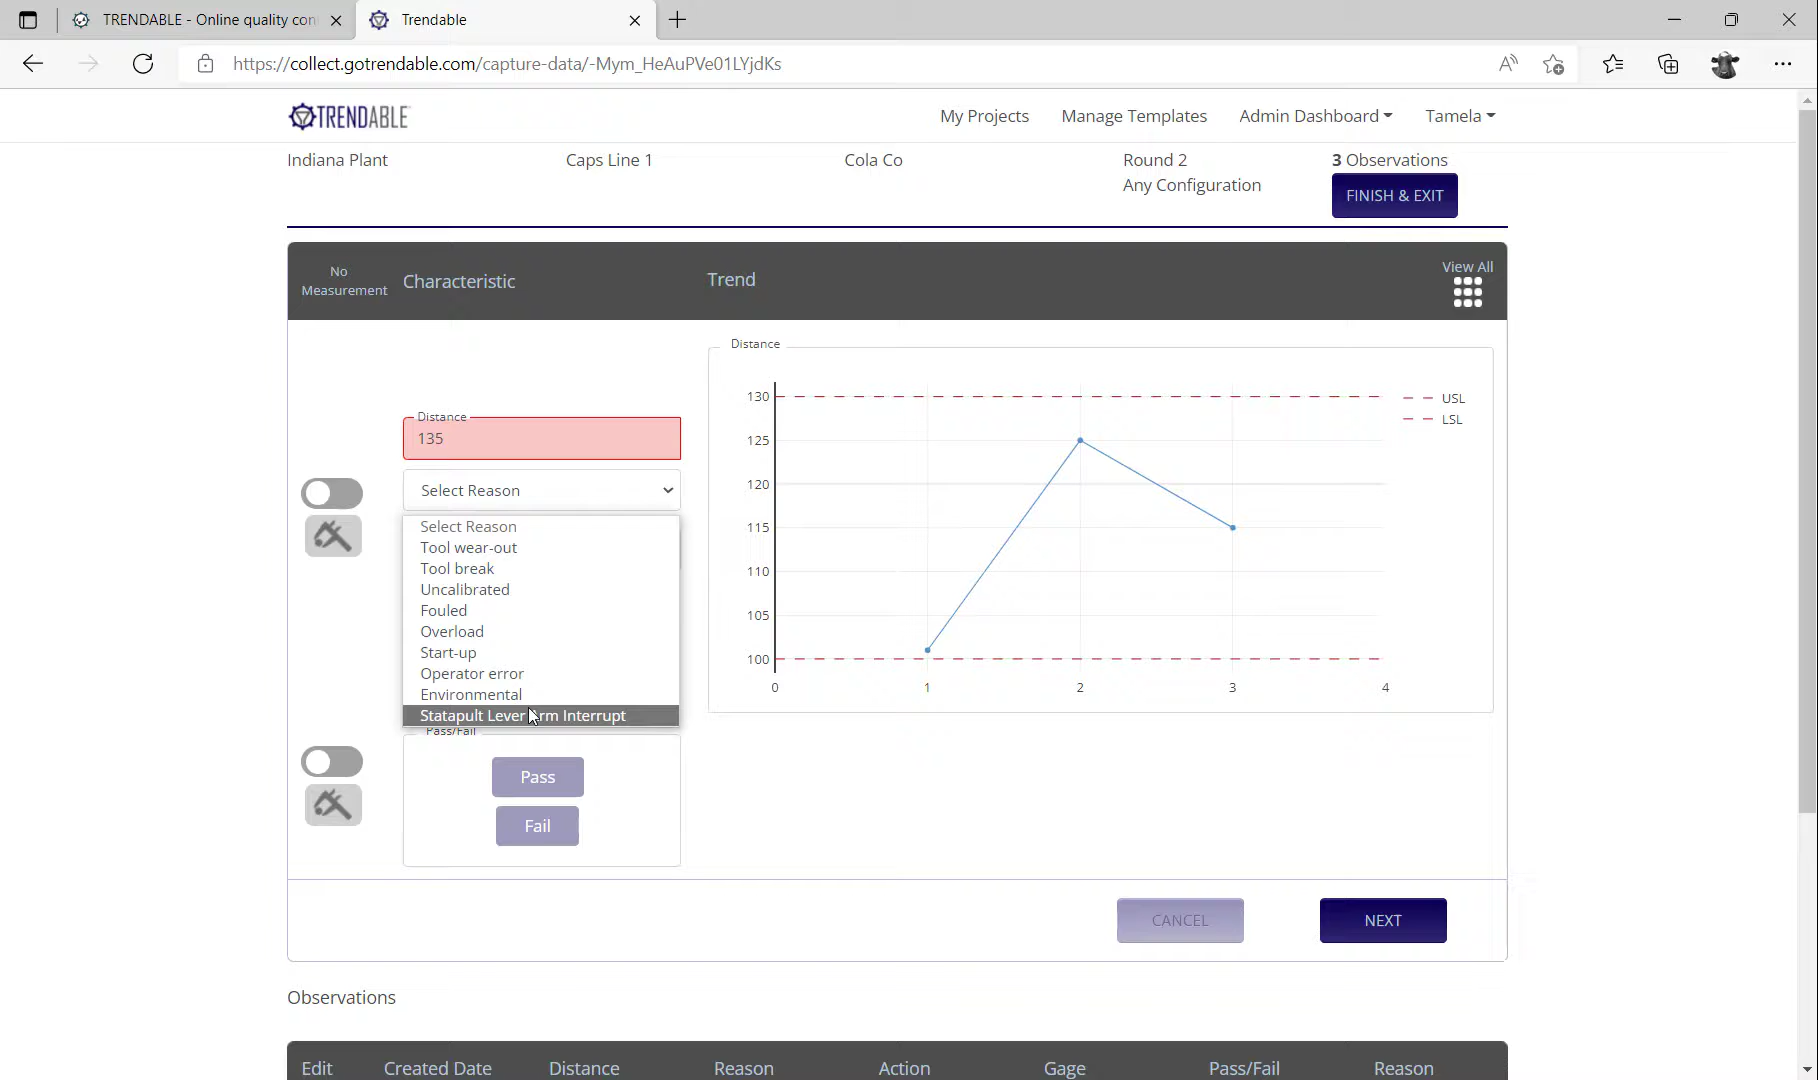 TRENDABLE - Online quality con
Trendable
https://collect.gotrendable.com/capture-data/-Mym_HeAuPVe01LYjdKs
TRENDABLE
My Projects
Manage Templates
Admin Dashboard
Tamela
Indiana Plant
Caps Line 1
Cola Co
Round 2
Any Configuration
3 Observations
FINISH & EXIT
No
Measurement
Characteristic
Trend
View All
Distance
135
Select Reason
Select Reason
Tool wear-out
Tool break
Uncalibrated
Fouled
Overload
Start-up
Operator error
Environmental
Statapult Lever Arm Interrupt
Distance
130
125
120
115
110
105
100
0
1
2
3
4
USL
LSL
Pass/Fail
Pass
Fail
CANCEL
NEXT
Observations
Edit
Created Date
Distance
Reason
Action
Gage
Pass/Fail
Reason